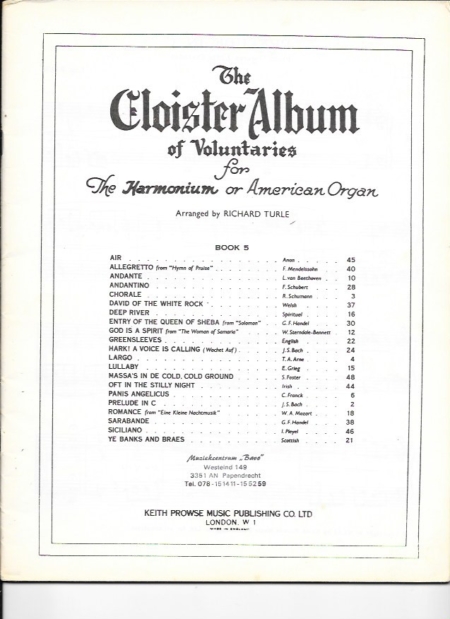 The
Cloister Album
of Voluntaries
for
The Harmonium or American Organ
Arranged by RICHARD TURLE
BOOK 5
AIR . . . Anon . . . 45
ALLEGRETTO from "Hymn of Praise" . . . F. Mendelssohn . . . 40
ANDANTE . . . L. van Beethoven . . . 10
ANDANTINO . . . F. Schubert . . . 28
CHORALE . . . R. Schumann . . . 3
DAVID OF THE WHITE ROCK . . . Welsh . . . 37
DEEP RIVER . . . Spiritual . . . 16
ENTRY OF THE QUEEN OF SHEBA from "Solomon" . . . G. F. Handel . . . 30
GOD IS A SPIRIT from "The Woman of Samaria" . . . W. Sterndale-Bennett . . . 12
GREENSLEEVES . . . English . . . 22
HARK! A VOICE IS CALLING (Wachet Auf) . . . J. S. Bach . . . 24
LARGO . . . T. A. Arne . . . 4
LULLABY . . . E. Grieg . . . 15
MASSA'S IN DE COLD, COLD GROUND . . . S. Foster . . . 48
OFT IN THE STILLY NIGHT . . . Irish . . . 44
PANIS ANGELICUS . . . C. Franck . . . 6
PRELUDE IN C . . . J. S. Bach . . . 2
ROMANCE from "Eine Kleine Nachtmusik" . . . W. A. Mozart . . . 18
SARABANDE . . . G. F. Handel . . . 38
SICILIANO . . . I. Pleyel . . . 46
YE BANKS AND BRAES . . . Scottish . . . 21
Muziekcentrum "Bavo"
Westeind 149
3351 AN Papendrecht
Tel. 078-151411-155259
KEITH PROWSE MUSIC PUBLISHING CO. LTD
LONDON, W 1
MADE IN ENGLAND